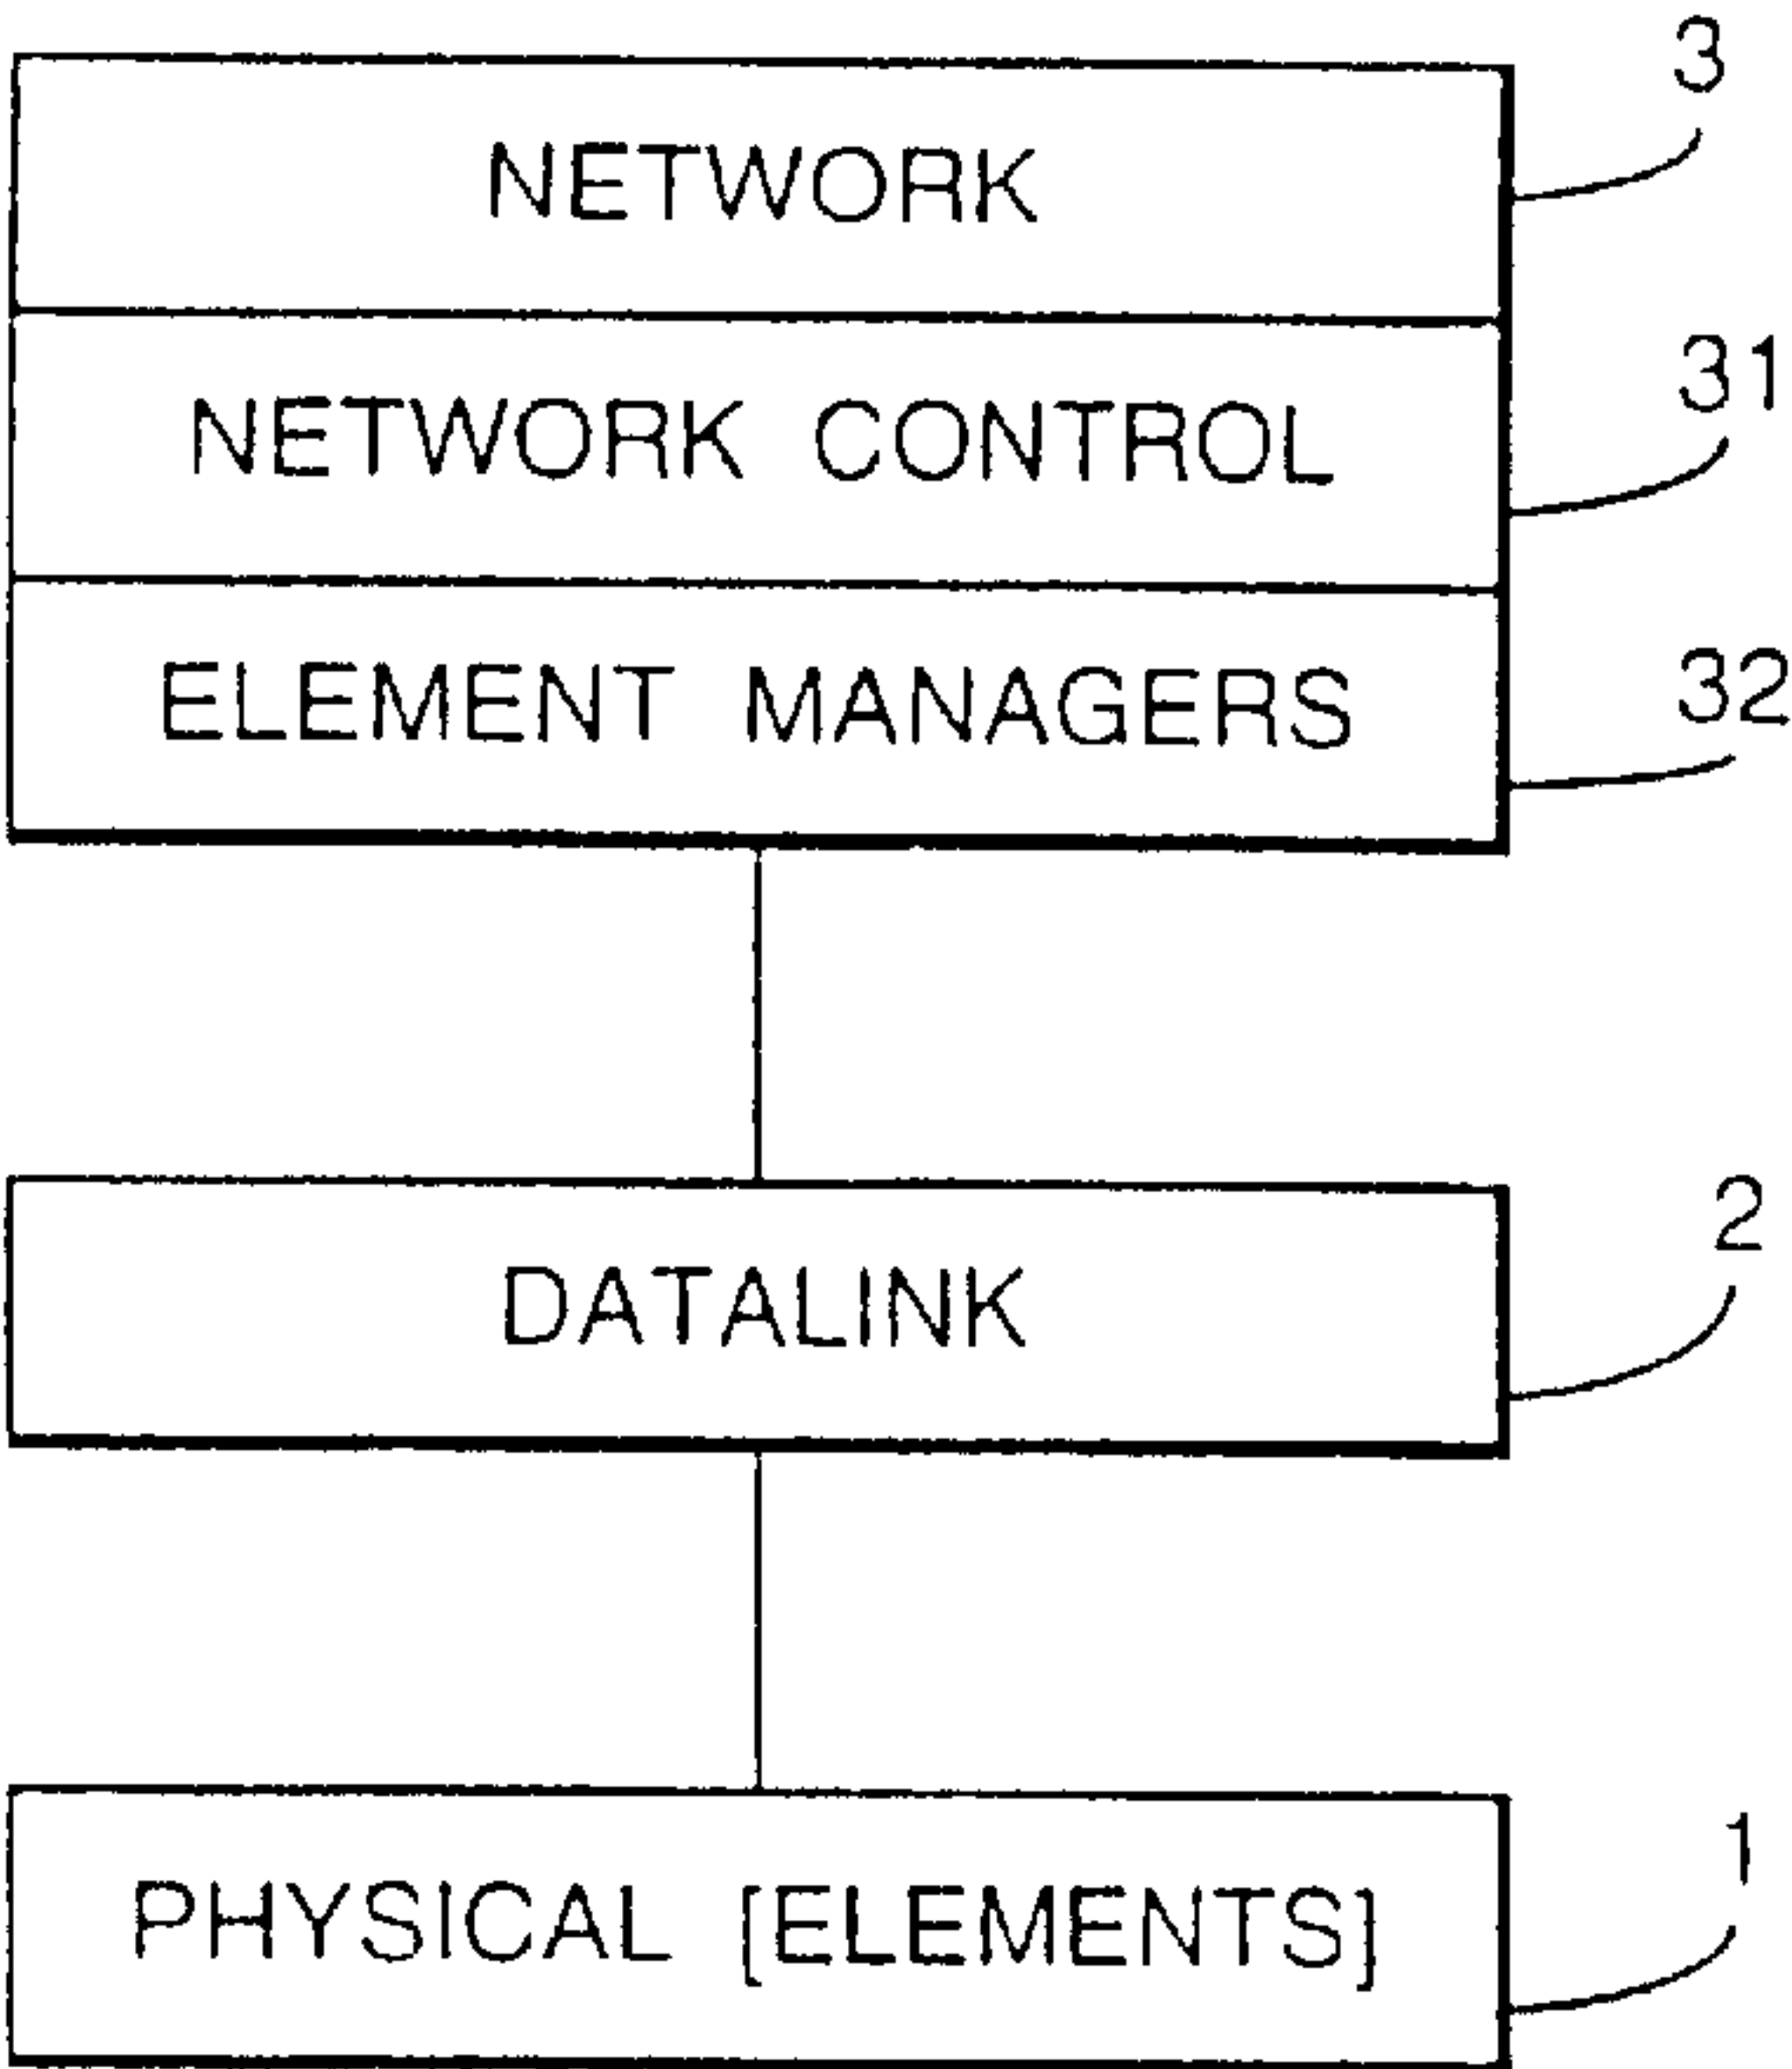 3
NETWORK
31
NETWORK CONTROL
32
ELEMENT MANAGERS
2
DATALINK
1
PHYSICAL [ELEMENTS]